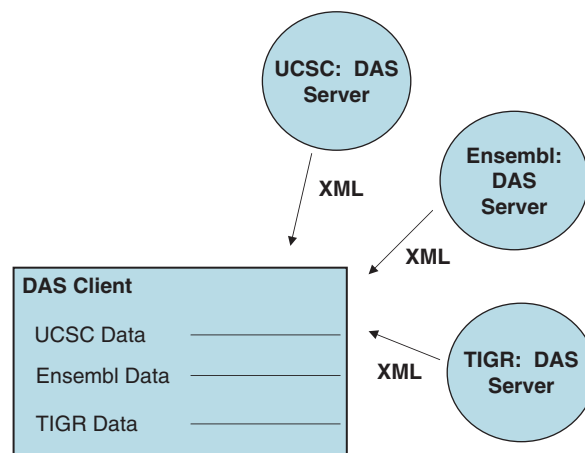 UCSC: DAS
Server
Ensembl:
DAS
Server
XML
XML
DAS Client
UCSC Data
Ensembl Data
TIGR Data
XML
TIGR: DAS
Server